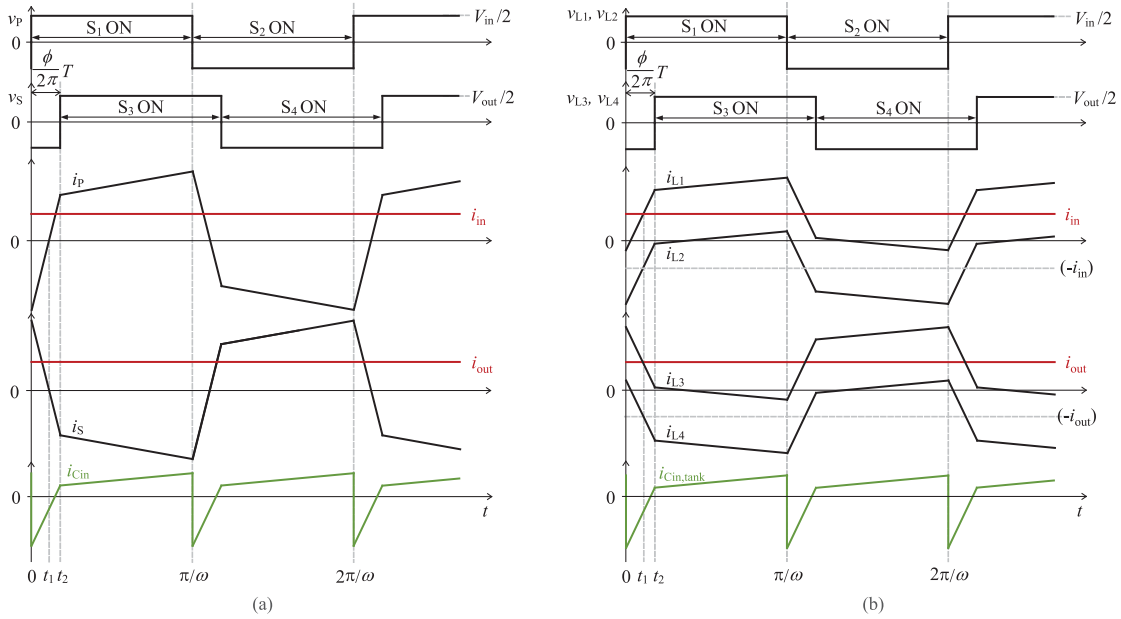 v_P
V_in/2
S_1 ON
S_2 ON
0
ϕ/2π T
v_S
V_out/2
S_3 ON
S_4 ON
0
i_P
i_in
0
i_out
0
i_S
i_Cin
0
t
0 t_1 t_2 π/ω 2π/ω
(a)
v_L1, v_L2
V_in/2
S_1 ON
S_2 ON
0
ϕ/2π T
v_L3, v_L4
V_out/2
S_3 ON
S_4 ON
0
i_L1
i_in
0
i_L2
(-i_in)
i_out
i_L3
0
(-i_out)
i_L4
i_Cin,tank
0
t
0 t_1 t_2 π/ω 2π/ω
(b)